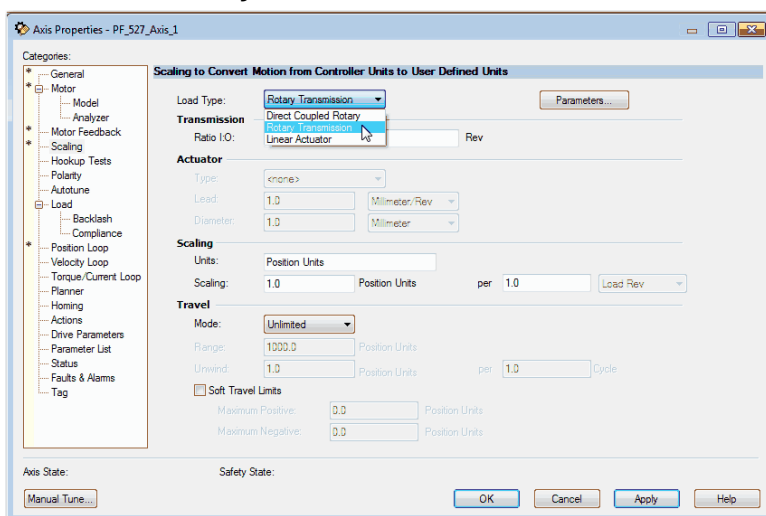 Axis Properties - PF_527_Axis_1
Categories:
* General
* Motor
Model
Analyzer
* Motor Feedback
* Scaling
Hookup Tests
Polarity
Autotune
Load
Backlash
Compliance
* Position Loop
Velocity Loop
Torque/Current Loop
Planner
Homing
Actions
Drive Parameters
Parameter List
Status
Faults & Alarms
Tag
Scaling to Convert Motion from Controller Units to User Defined Units
Load Type: Rotary Transmission Parameters...
Direct Coupled Rotary
Rotary Transmission
Linear Actuator
Transmission
Ratio I:O: Rev
Actuator
Type: <none>
Lead: 1.0 Millimeter/Rev
Diameter: 1.0 Millimeter
Scaling
Units: Position Units
Scaling: 1.0 Position Units per 1.0 Load Rev
Travel
Mode: Unlimited
Range: 1000.0 Position Units
Unwind: 1.0 Position Units per 1.0 Cycle
Soft Travel Limits
Maximum Positive: 0.0 Position Units
Maximum Negative: 0.0 Position Units
Axis State: Safety State:
Manual Tune... OK Cancel Apply Help